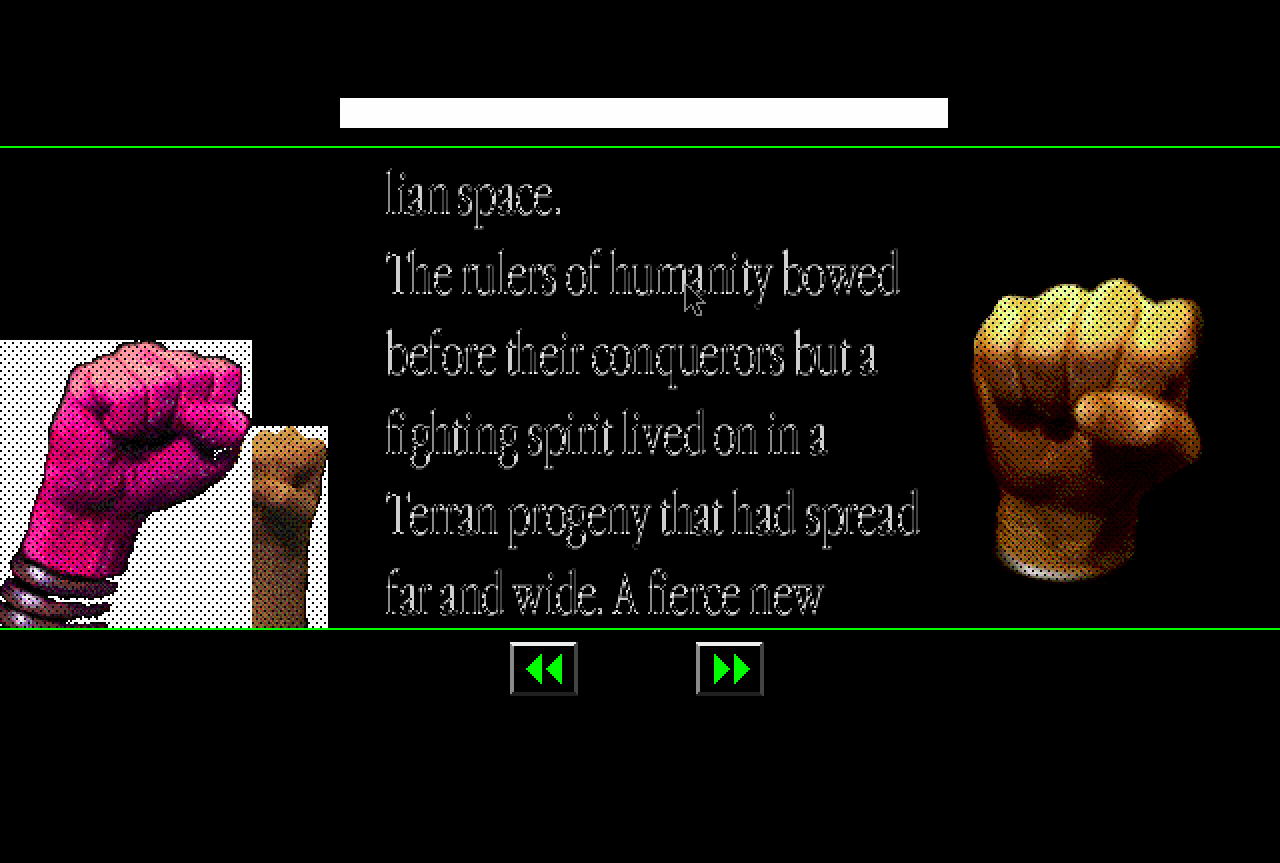 lian space.
The rulers of humanity bowed
before their conquerors but a
fighting spirit lived on in a
Terran progeny that had spread
far and wide. A fierce new